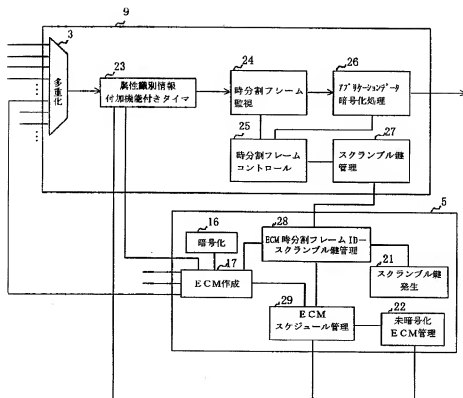 9
3
多重化
23
属性識別情報
付加機能付きタイマ
24
時分割フレーム
監視
26
アプリケーションデータ
暗号化処理
25
時分割フレーム
コントロール
27
スクランブル鍵
管理
5
16
暗号化
28
ECM時分割フレームID−
スクランブル鍵管理
17
ECM作成
21
スクランブル鍵
発生
29
ECM
スケジュール管理
22
未暗号化
ECM管理